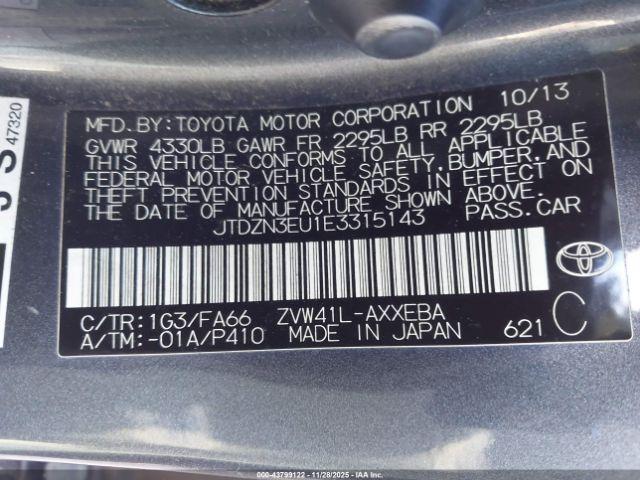 47320
MFD.BY:TOYOTA MOTOR CORPORATION 10/13
GVWR 4330LB GAWR FR 2295LB RR 2295LB
THIS VEHICLE CONFORMS TO ALL APPLICABLE
FEDERAL MOTOR VEHICLE SAFETY,BUMPER,AND
THEFT PREVENTION STANDARDS IN EFFECT ON
THE DATE OF MANUFACTURE SHOWN ABOVE.
JTDZN3EU1E3315143 PASS.CAR
C/TR:1G3/FA66 ZVW41L-AXXEBA
A/TM:-01A/P410 MADE IN JAPAN 621 C
TOYOTA
IAA 000-43799122 - 11/28/2025 - copart